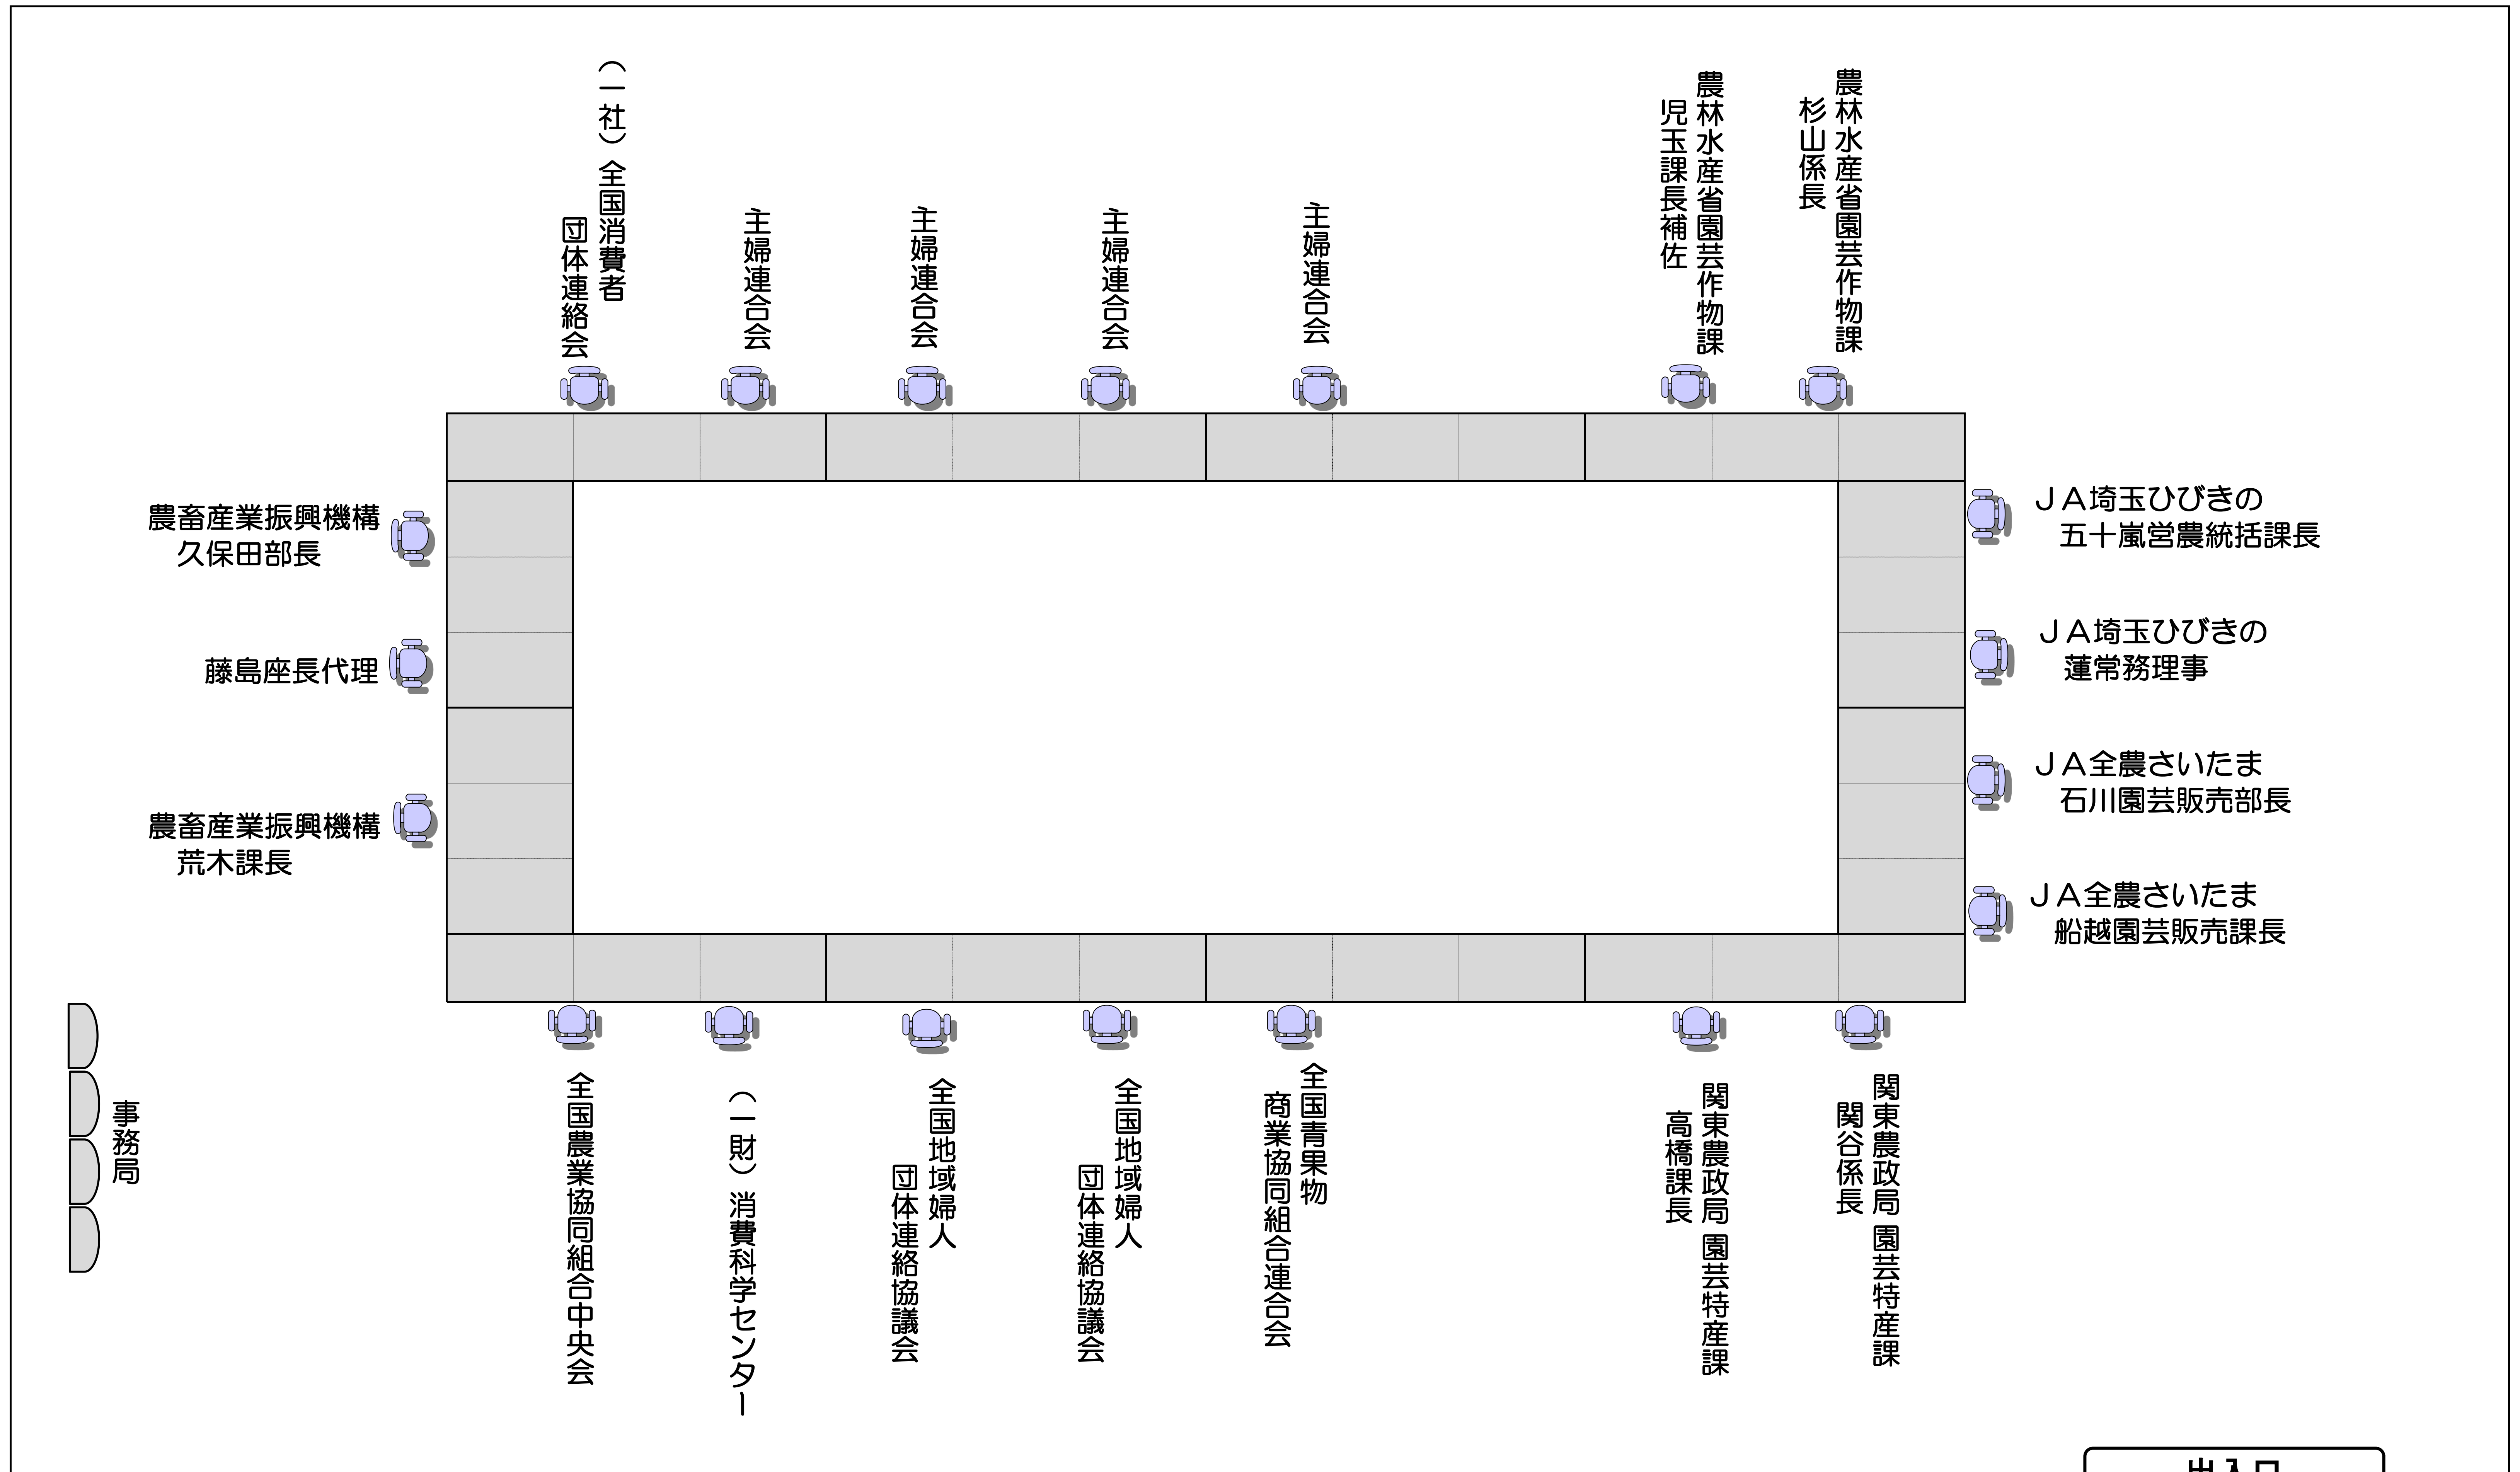 （一社）全国消費者
団体連絡会
主婦連合会
主婦連合会
主婦連合会
主婦連合会
農林水産省園芸作物課
児玉課長補佐
農林水産省園芸作物課
杉山係長
農畜産業振興機構
久保田部長
藤島座長代理
農畜産業振興機構
荒木課長
ＪＡ埼玉ひびきの
五十嵐営農統括課長
ＪＡ埼玉ひびきの
蓮常務理事
ＪＡ全農さいたま
石川園芸販売部長
ＪＡ全農さいたま
船越園芸販売課長
事務局
全国農業協同組合中央会
（一財）消費科学センター
全国地域婦人
団体連絡協議会
全国地域婦人
団体連絡協議会
全国青果物
商業協同組合連合会
関東農政局 園芸特産課
高橋課長
関東農政局 園芸特産課
関谷係長
出入口